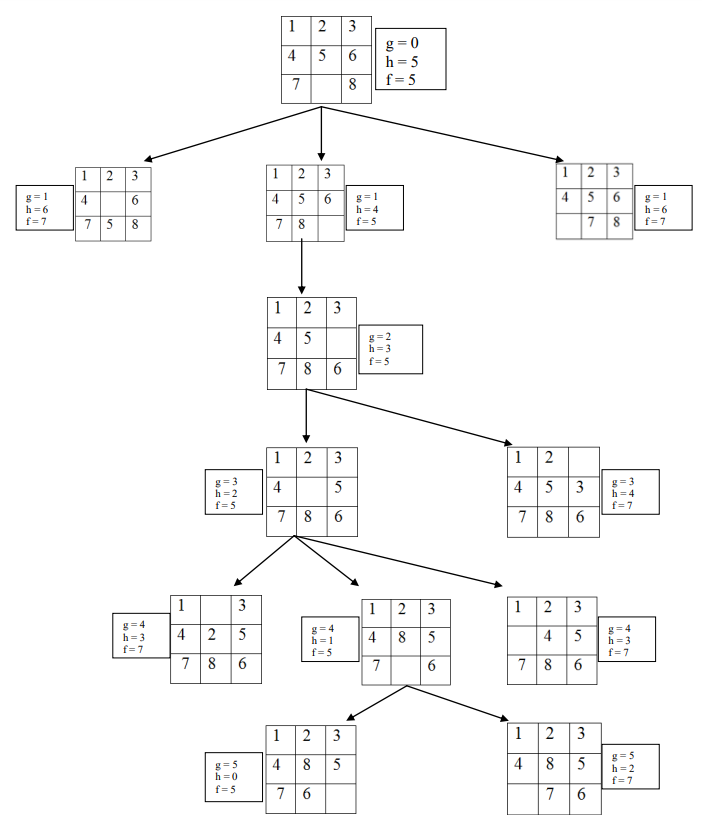 1 2 3
4 5 6
7 8
g = 0
h = 5
f = 5
g = 1
h = 6
f = 7
1 2 3
4 6
7 5 8
1 2 3
4 5 6
7 8
g = 1
h = 4
f = 5
1 2 3
4 5 6
7 8
g = 1
h = 6
f = 7
1 2 3
4 5
7 8 6
g = 2
h = 3
f = 5
g = 3
h = 2
f = 5
1 2 3
4 5
7 8 6
1 2
4 5 3
7 8 6
g = 3
h = 4
f = 7
g = 4
h = 3
f = 7
1 3
4 2 5
7 8 6
g = 4
h = 1
f = 5
1 2 3
4 8 5
7 6
1 2 3
4 5
7 8 6
g = 4
h = 3
f = 7
g = 5
h = 0
f = 5
1 2 3
4 8 5
7 6
1 2 3
4 8 5
7 6
g = 5
h = 2
f = 7